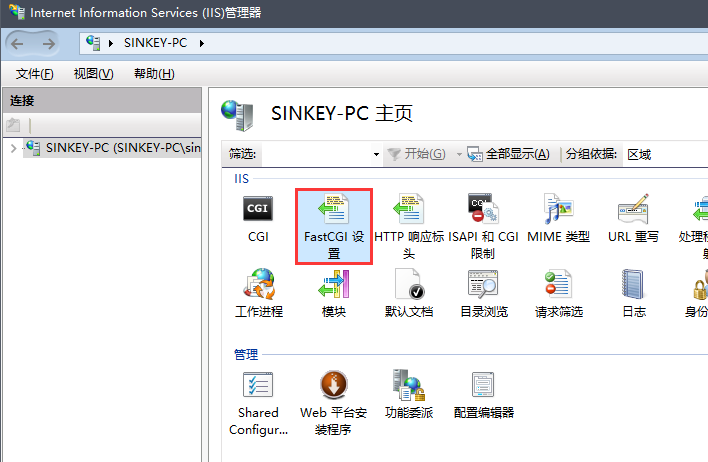 Internet Information Services (IIS)管理器
SINKEY-PC
文件(F) 视图(V) 帮助(H)
连接
SINKEY-PC (SINKEY-PC\sin
SINKEY-PC 主页
筛选: 开始(G) 全部显示(A) 分组依据: 区域
IIS
CGI
CGI
FastCGI 设
置
HTTP 响应标
头
CGI
ISAPI 和 CGI
限制
MIME 类型
URL 重写
处理程
射
工作进程
模块
默认文档
目录浏览
请求筛选
日志
身份
管理
Shared
Configur...
Web 平台安
装程序
功能委派
配置编辑器